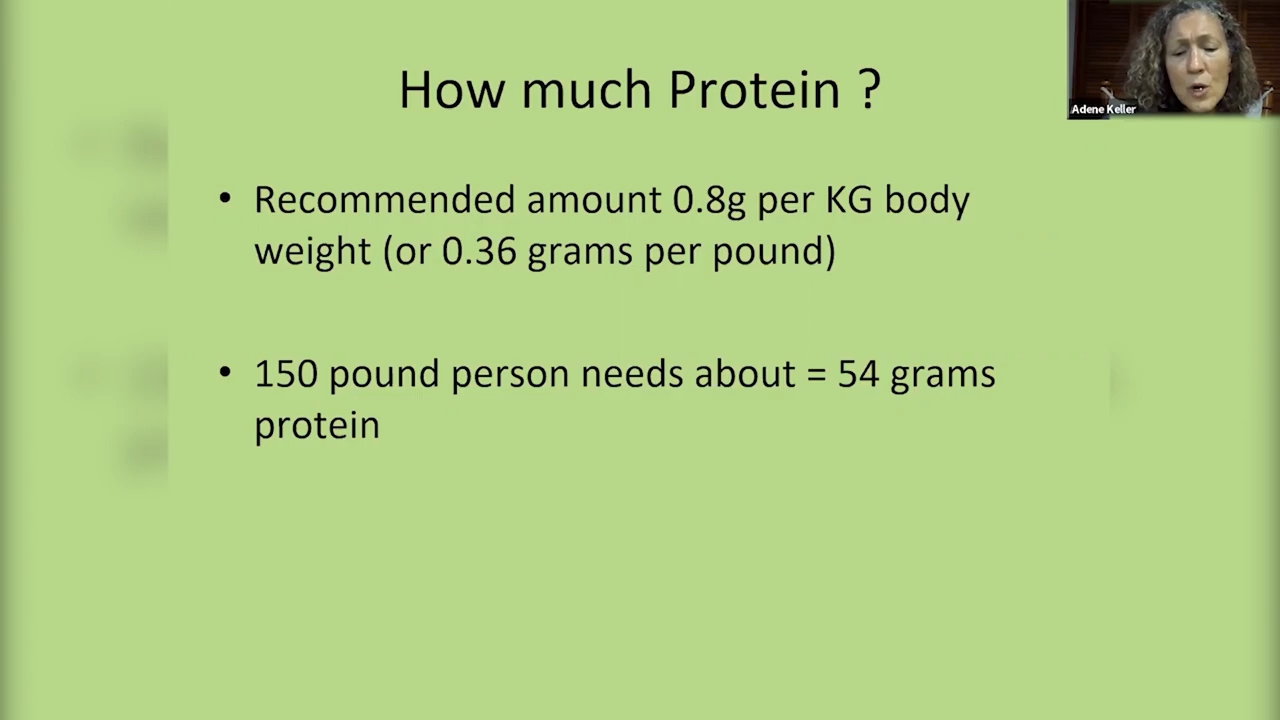 How much Protein ?
Adene Keller
• Recommended amount 0.8g per KG body
weight (or 0.36 grams per pound)
• 150 pound person needs about = 54 grams
protein